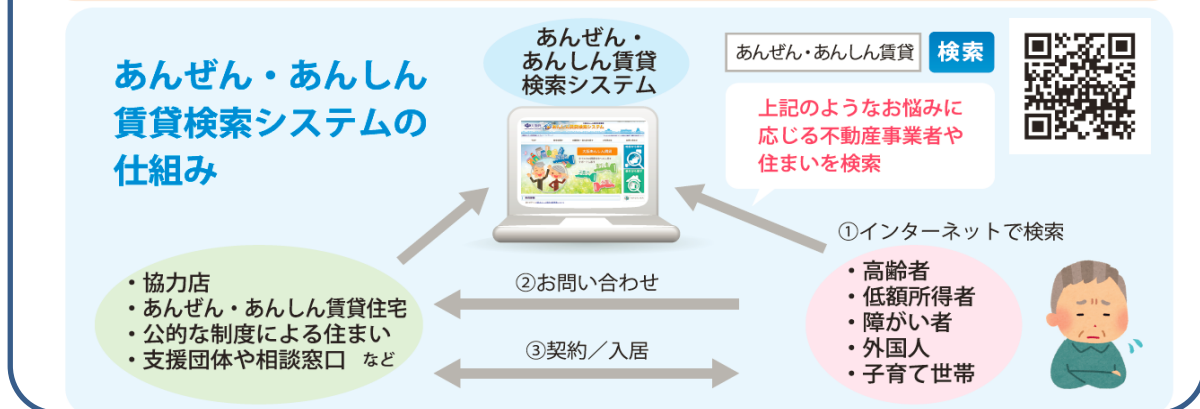 あんぜん・あんしん
賃貸検索システムの
仕組み
あんぜん・
あんしん賃貸
検索システム
あんぜん・あんしん賃貸
検索
上記のようなお悩みに
応じる不動産事業者や
住まいを検索
①インターネットで検索
②お問い合わせ
③契約／入居
・協力店
・あんぜん・あんしん賃貸住宅
・公的な制度による住まい
・支援団体や相談窓口 など
・高齢者
・低額所得者
・障がい者
・外国人
・子育て世帯